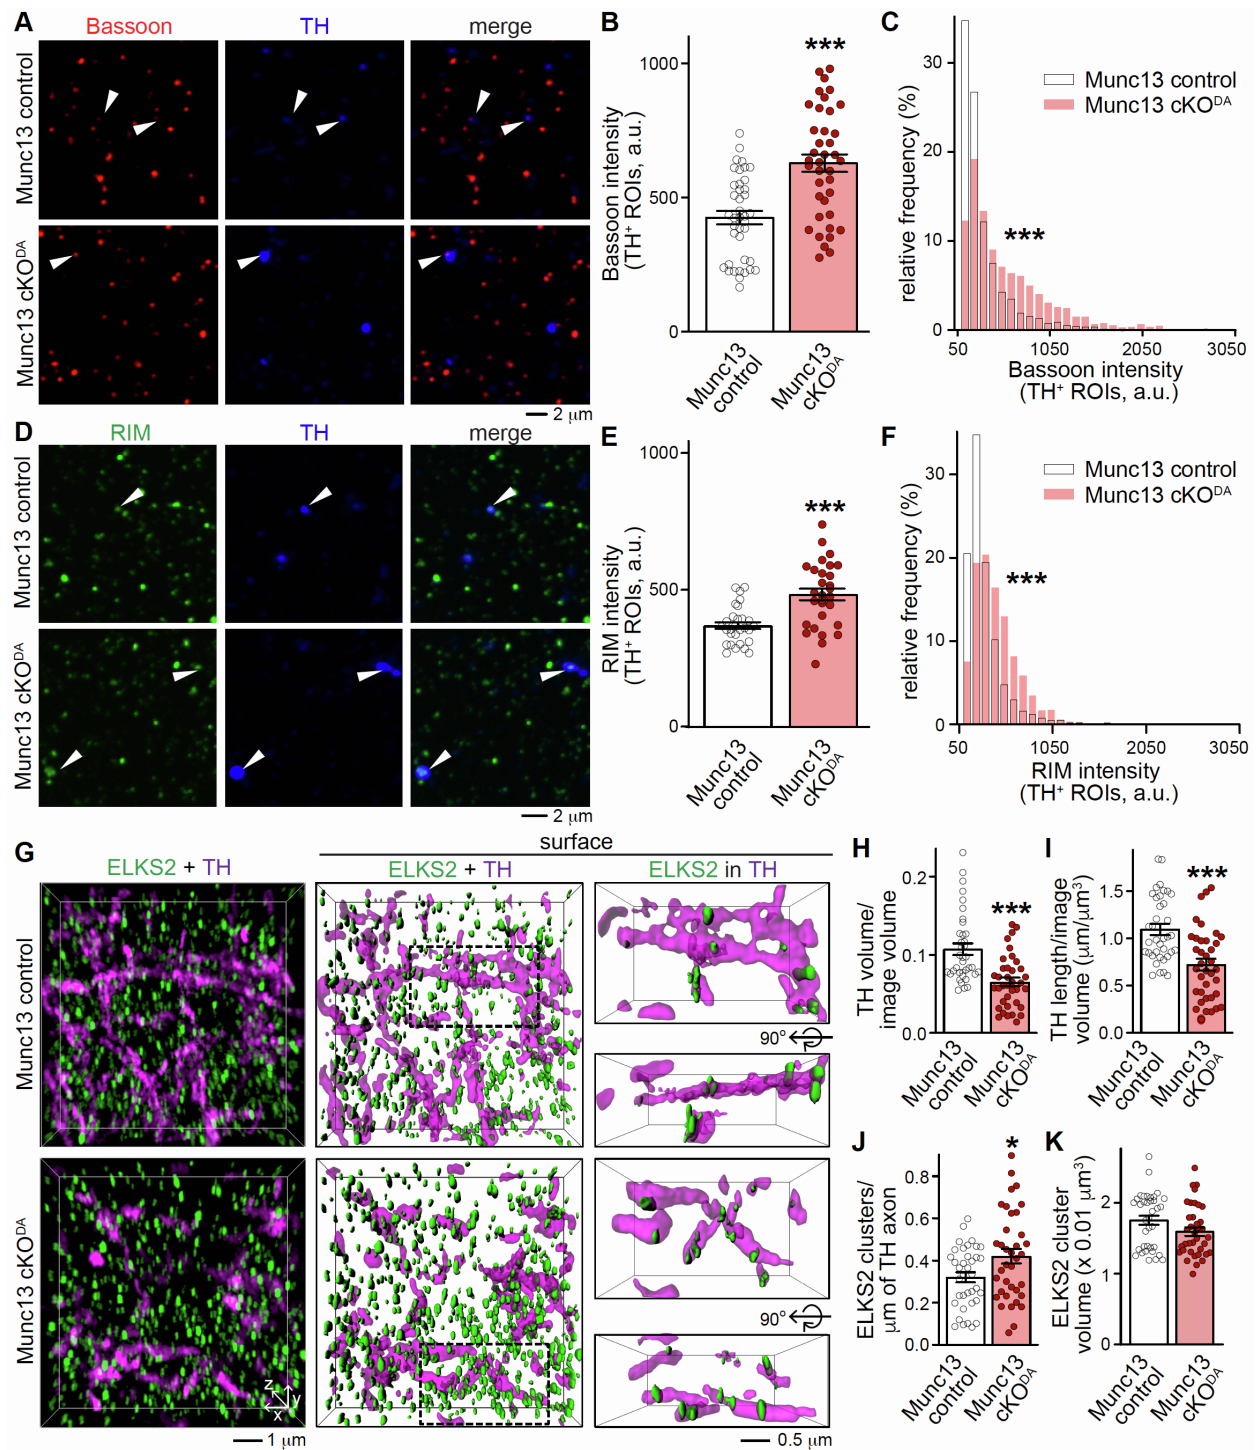 A
Bassoon
TH
merge
Munc13 control
Munc13 cKO^DA
2 µm
B
***
1000
500
0
Bassoon intensity
(TH⁺ ROIs, a.u.)
Munc13
control
Munc13
cKO^DA
C
30
20
10
0
relative frequency (%)
Munc13 control
Munc13 cKO^DA
***
50
1050
2050
3050
Bassoon intensity
(TH⁺ ROIs, a.u.)
D
RIM
TH
merge
Munc13 control
Munc13 cKO^DA
2 µm
E
1000
500
0
***
RIM intensity
(TH⁺ ROIs, a.u.)
Munc13
control
Munc13
cKO^DA
F
30
20
10
0
relative frequency (%)
Munc13 control
Munc13 cKO^DA
***
50
1050
2050
3050
RIM intensity
(TH⁺ ROIs, a.u.)
G
surface
ELKS2 + TH
ELKS2 + TH
ELKS2 in TH
Munc13 control
90°
Munc13 cKO^DA
90°
z
y
x
1 µm
0.5 µm
H
0.2
0.1
0.0
***
TH volume/
image volume
Munc13
control
Munc13
cKO^DA
I
1.5
1.0
0.5
0.0
***
TH length/image
volume (µm/µm³)
Munc13
control
Munc13
cKO^DA
J
*
0.8
0.6
0.4
0.2
0.0
ELKS2 clusters/
µm of TH axon
Munc13
control
Munc13
cKO^DA
K
2
1
0
ELKS2 cluster
volume (x 0.01 µm³)
Munc13
control
Munc13
cKO^DA